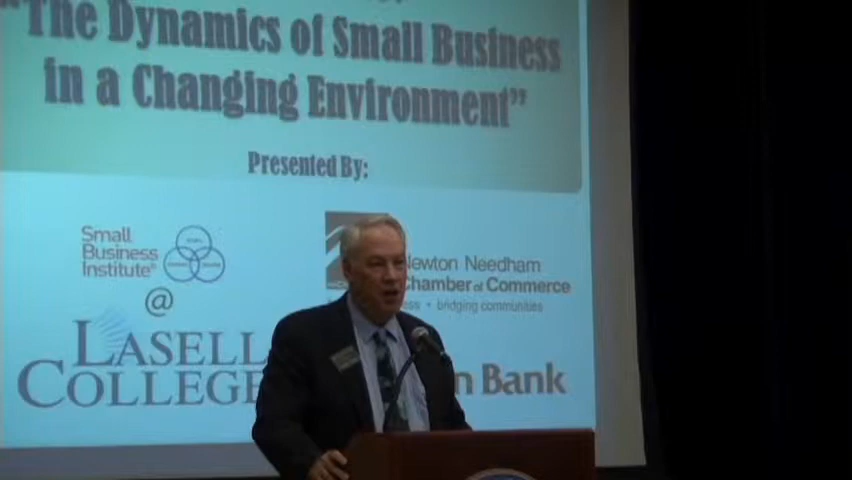 "The Dynamics of Small Business
in a Changing Environment"
Presented By:
Small
Business
Institute®
@
LASELL
COLLEGE
Newton Needham
Chamber of Commerce
• bridging communities
Bank